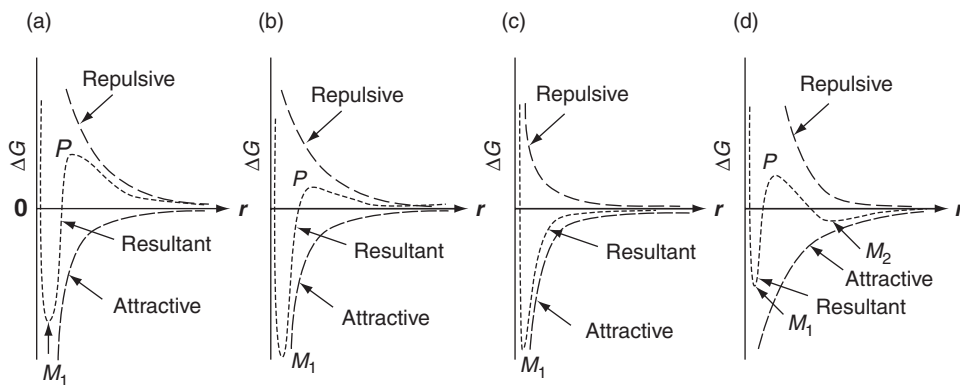 (a)
Repulsive
P
ΔG
0
r
Resultant
Attractive
M1
(b)
Repulsive
P
ΔG
r
Resultant
Attractive
M1
(c)
Repulsive
ΔG
r
Resultant
Attractive
M1
(d)
Repulsive
P
ΔG
r
M2
Attractive
Resultant
M1